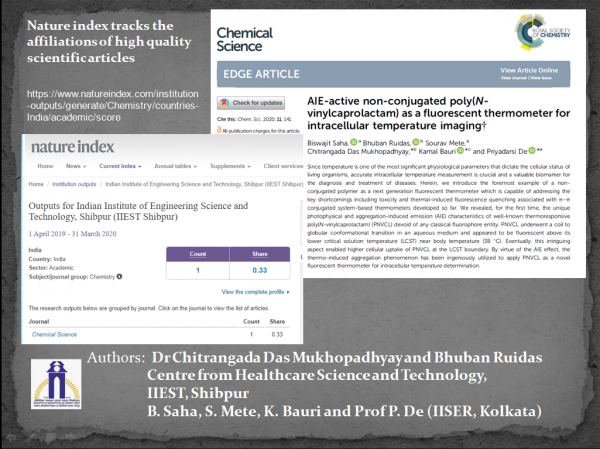 Nature index tracks the
affiliations of high quality
scientific articles
https://www.natureindex.com/institution
-outputs/generate/Chemistry/countries-
India/academic/score
Chemical
Science
ROYAL SOCIETY
OF CHEMISTRY
EDGE ARTICLE
View Article Online
View Journal | View Issue
Check for updates
Cite this: Chem. Sci., 2020, 11, 141
All publication charges for this article
AIE-active non-conjugated poly(N-
vinylcaprolactam) as a fluorescent thermometer for
intracellular temperature imaging†
Biswajit Saha, Bhuban Ruidas, Sourav Mete,
Chitrangada Das Mukhopadhyay, Kamal Bauri and Priyadarsi De
Since temperature is one of the most significant physiological parameters that dictate the cellular status of
living organisms, accurate intracellular temperature measurement is crucial and a valuable biomarker for
the diagnosis and treatment of diseases. Herein, we introduce the foremost example of a non-
conjugated polymer as a next generation fluorescent thermometer which is capable of addressing the
key shortcomings including toxicity and thermal-induced fluorescence quenching associated with π–π
conjugated system-based thermometers developed so far. We revealed, for the first time, the unique
photophysical and aggregation-induced emission (AIE) characteristics of well-known thermoresponsive
poly(N-vinylcaprolactam) (PNVCL) devoid of any classical fluorophore entity. PNVCL underwent a coil to
globular conformational transition in an aqueous medium and appeared to be fluorescent above its
lower critical solution temperature (LCST) near body temperature (38 °C). Eventually, this intriguing
aspect enabled higher cellular uptake of PNVCL at the LCST boundary. By virtue of the AIE effect, the
thermo-induced aggregation phenomenon has been ingeniously utilized to apply PNVCL as a novel
fluorescent thermometer for intracellular temperature determination.
nature index
Home News Current Index Annual tables Supplements Client services
Home / Institution outputs / Indian Institute of Engineering Science and Technology, Shibpur (IIEST Shibpur)
Outputs for Indian Institute of Engineering Science and
Technology, Shibpur (IIEST Shibpur)
1 April 2019 - 31 March 2020
India
Country: India
Sector: Academic
Subject/journal group: Chemistry
Count Share
1 0.33
View the complete profile
The research outputs below are grouped by journal. Click on the journal to view the list of articles.
Journal Count Share
Chemical Science 1 0.33
Authors: Dr Chitrangada Das Mukhopadhyay and Bhuban Ruidas
Centre from Healthcare Science and Technology,
IIEST, Shibpur
B. Saha, S. Mete, K. Bauri and Prof P. De (IISER, Kolkata)